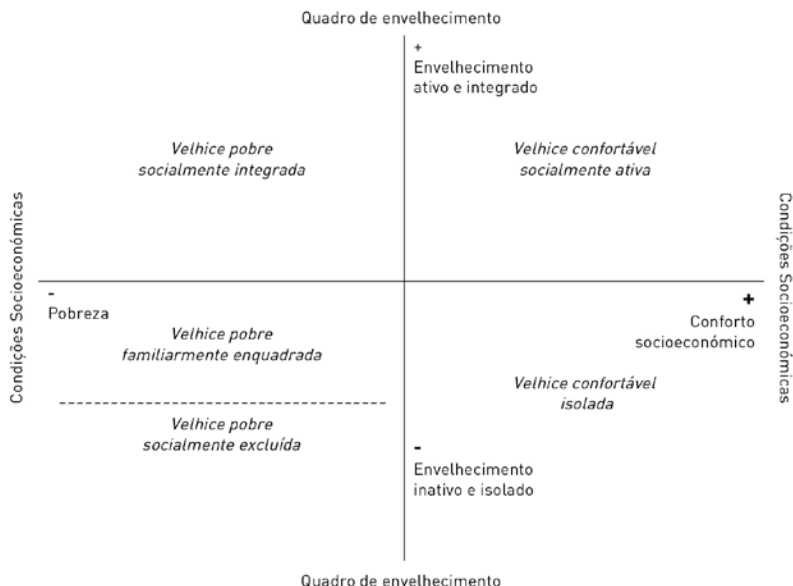 Quadro de envelhecimento
+
Envelhecimento
ativo e integrado
Velhice pobre
socialmente integrada
Velhice confortável
socialmente ativa
Condições Socioeconómicas
Condições Socioeconómicas
-
Pobreza
+
Conforto
socioeconómico
Velhice pobre
familiarmente enquadrada
Velhice confortável
isolada
Velhice pobre
socialmente excluída
-
Envelhecimento
inativo e isolado
Quadro de envelhecimento